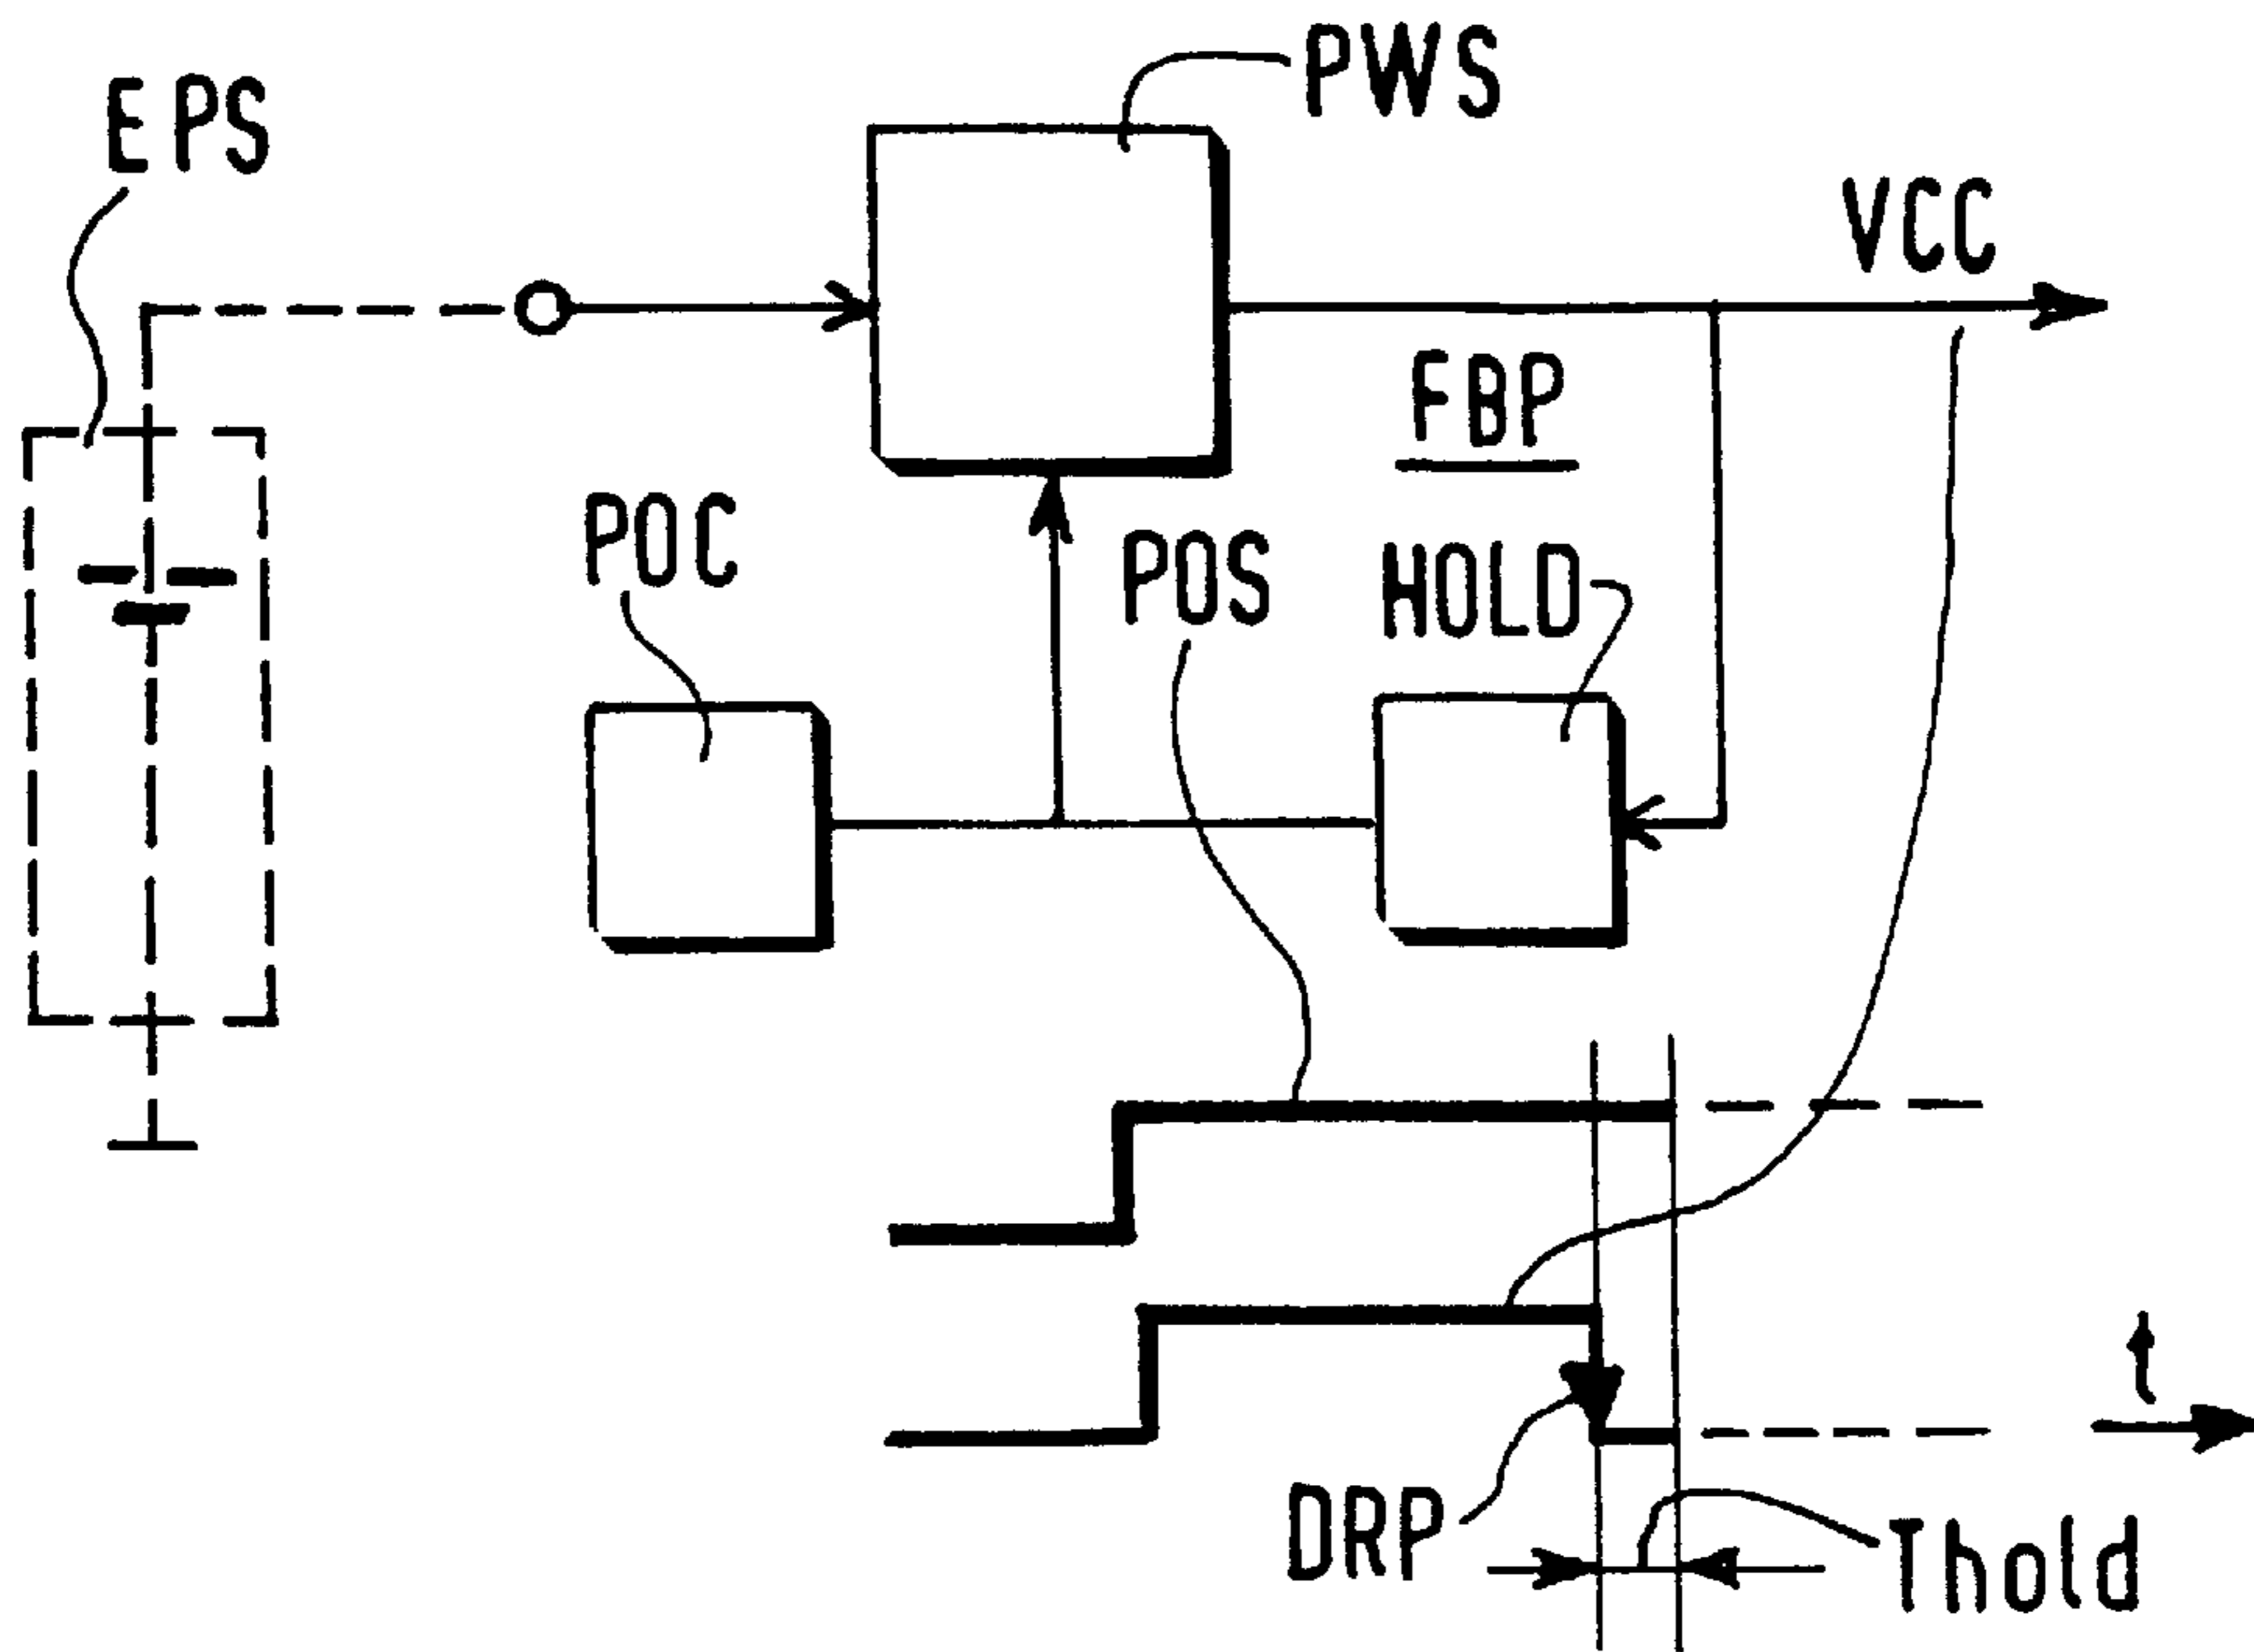 PWS
EPS
VCC
FBP
POC
POS
HOLD
t
DRP
Thold